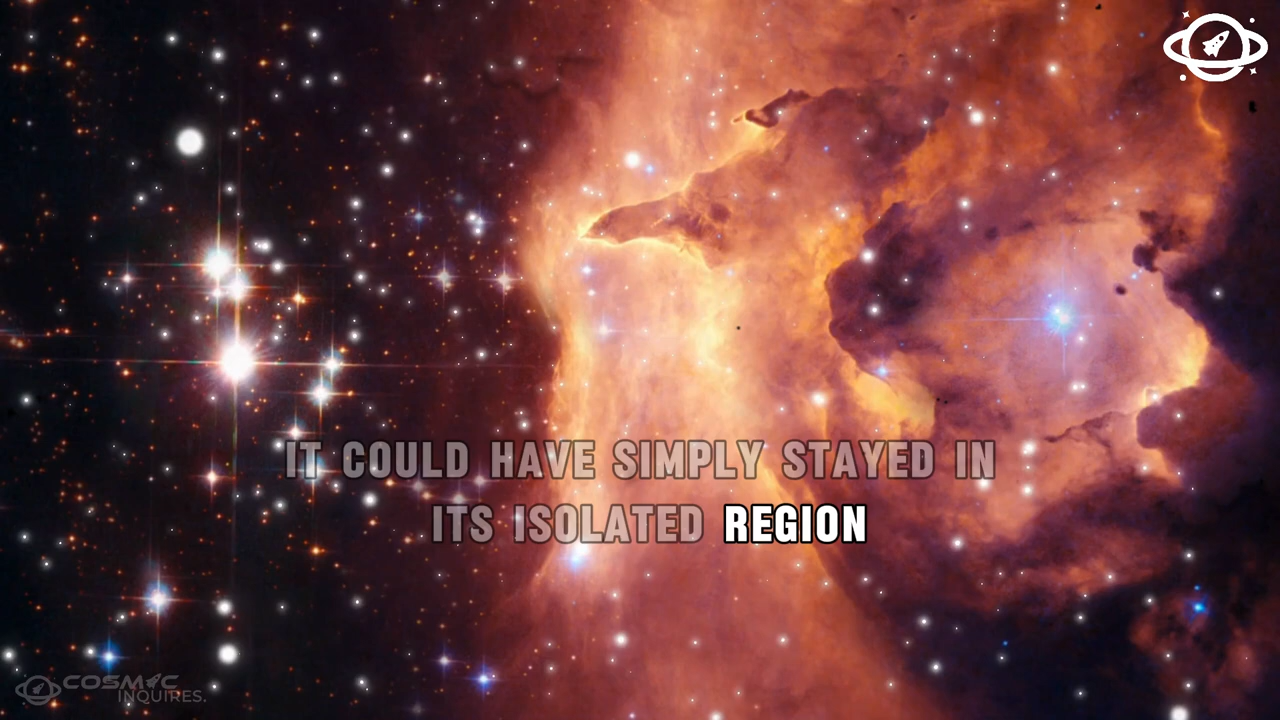 IT COULD HAVE SIMPLY STAYED IN
ITS ISOLATED REGION
COSMIC
INQUIRES.